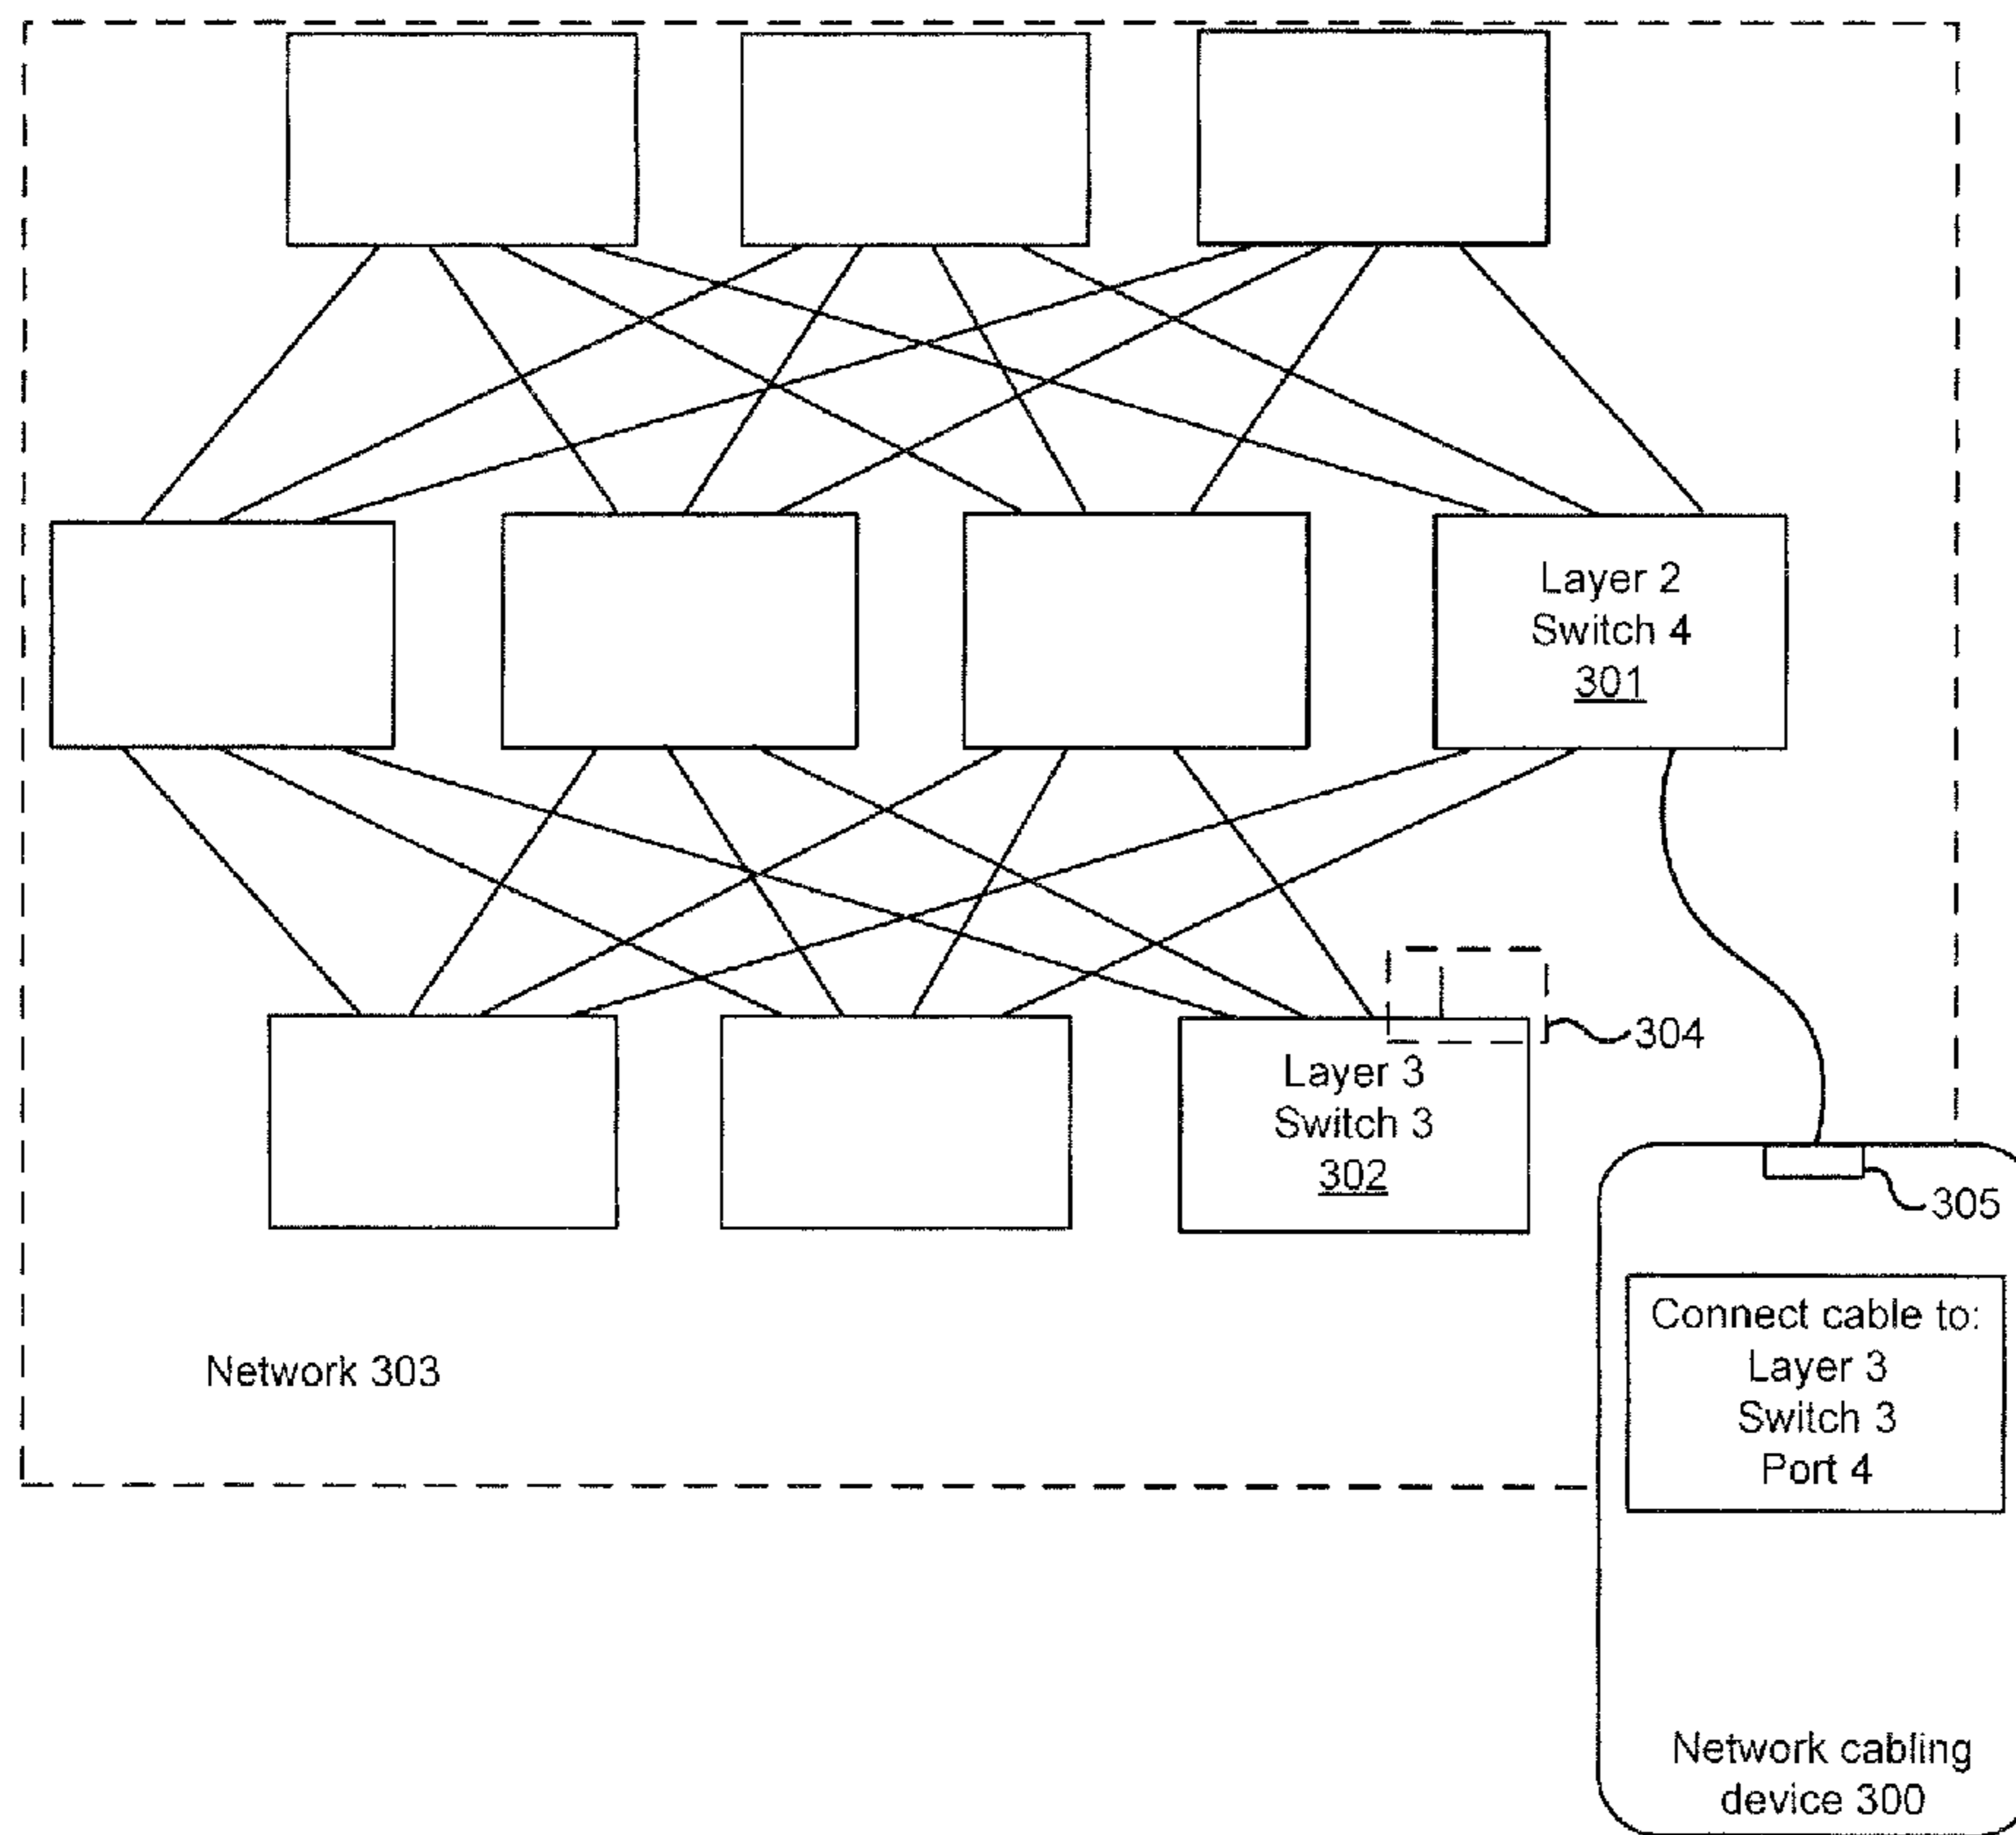 Layer 2
Switch 4
301
304
Layer 3
Switch 3
302
305
Connect cable to:
Layer 3
Switch 3
Port 4
Network 303
Network cabling
device 300